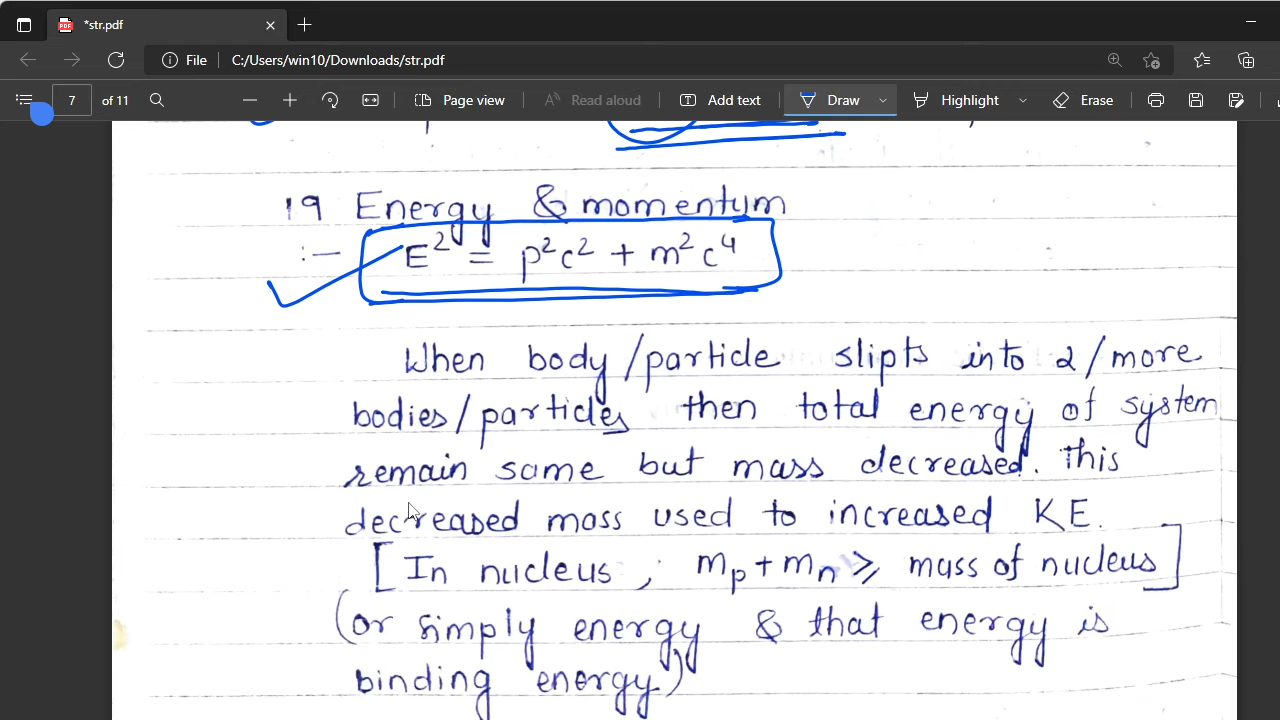 *str.pdf
File C:/Users/win10/Downloads/str.pdf
7 of 11 Page view Read aloud Add text Draw Highlight Erase
19 Energy & momentum
:- E² = p²c² + m²c⁴
When body/particle slipts into 2/more
bodies/particles then total energy of system
remain same but mass decreased. This
decreased mass used to increased KE.
[In nucleus, mp + mn ⩾ mass of nucleus]
(or simply energy & that energy is
binding energy)